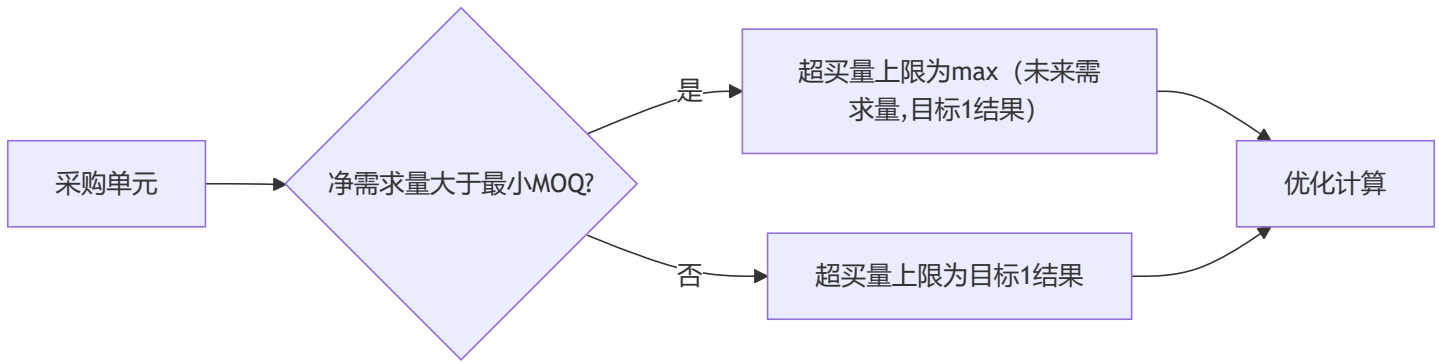 采购单元
净需求量大于最小MOQ?
是
超买量上限为max（未来需
求量,目标1结果）
否
超买量上限为目标1结果
优化计算